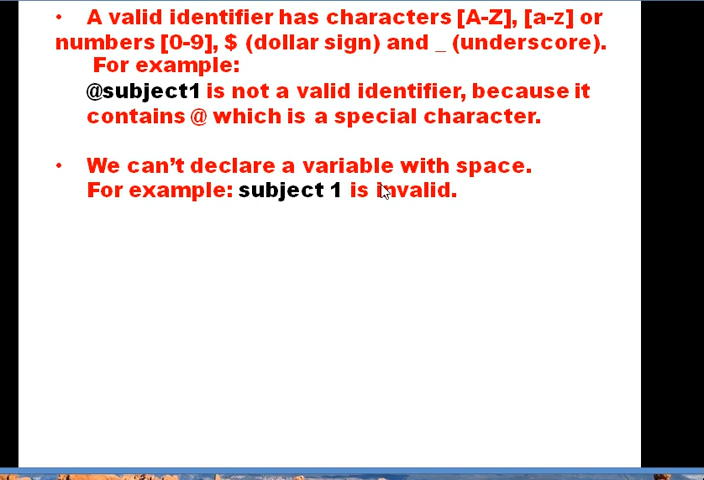 • A valid identifier has characters [A-Z], [a-z] or
numbers [0-9], $ (dollar sign) and _ (underscore).
For example:
@subject1 is not a valid identifier, because it
contains @ which is a special character.
• We can’t declare a variable with space.
For example: subject 1 is invalid.